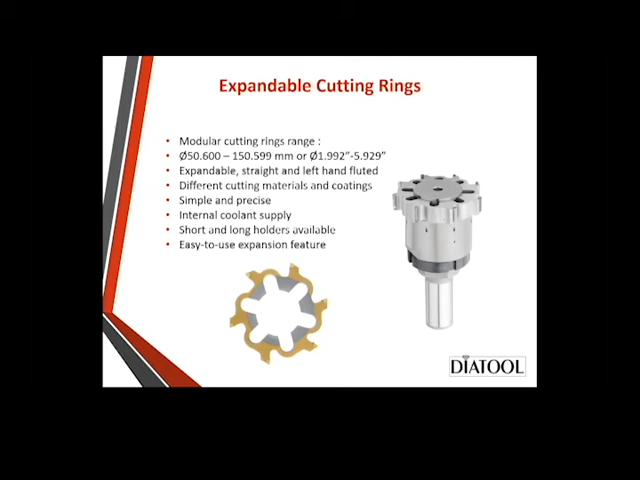 Expandable Cutting Rings
• Modular cutting rings range :
• Ø50.600 – 150.599 mm or Ø1.992”-5.929”
• Expandable, straight and left hand fluted
• Different cutting materials and coatings
• Simple and precise
• Internal coolant supply
• Short and long holders available
• Easy-to-use expansion feature
DIATOOL